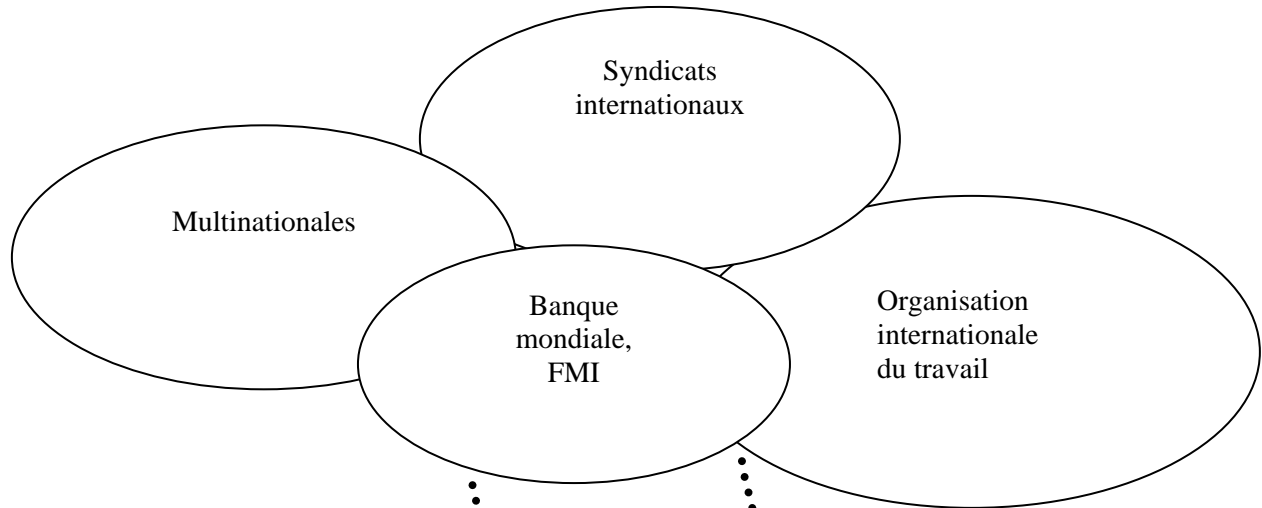 Syndicats
internationaux
Multinationales
Banque
mondiale,
FMI
Organisation
internationale
du travail